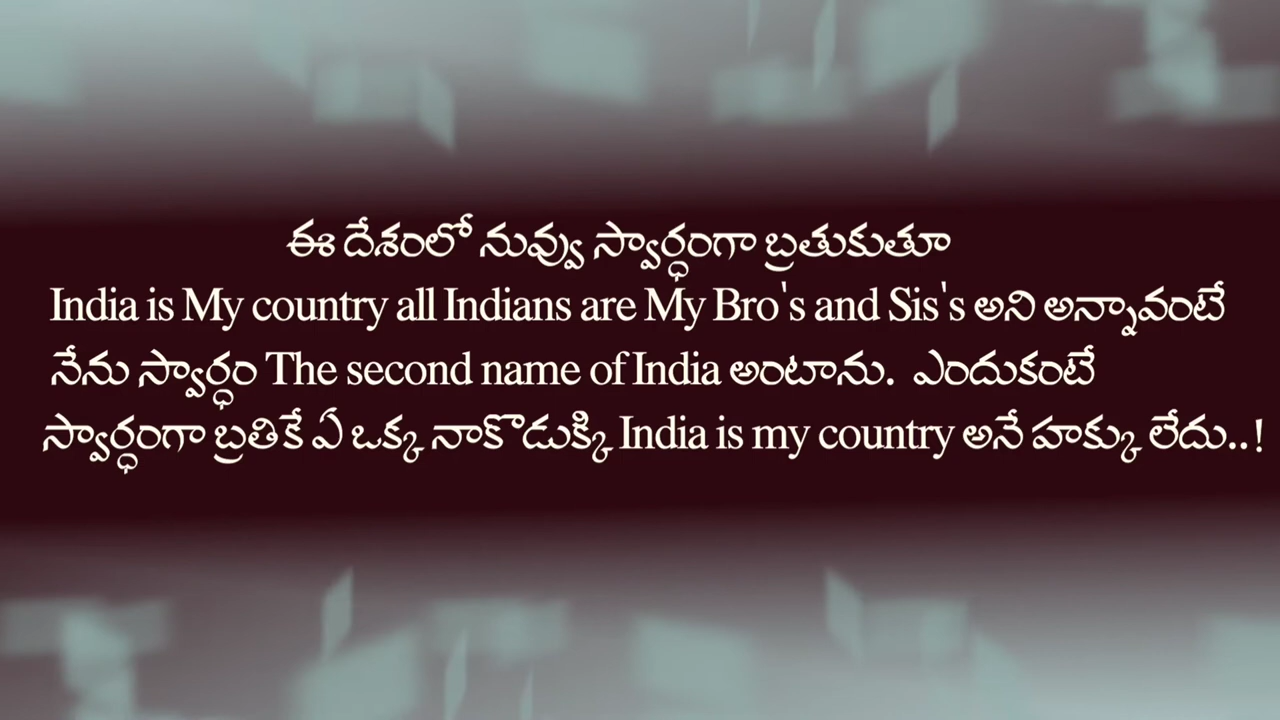 ఈ దేశంలో నువ్వు స్వార్ధంగా బ్రతుకుతూ
India is My country all Indians are My Bro's and Sis's అని అన్నావంటే
నేను స్వార్ధం The second name of India అంటాను. ఎందుకంటే
స్వార్ధంగా బ్రతికే ఏ ఒక్క నాకొడుక్కి India is my country అనే హక్కు లేదు..!